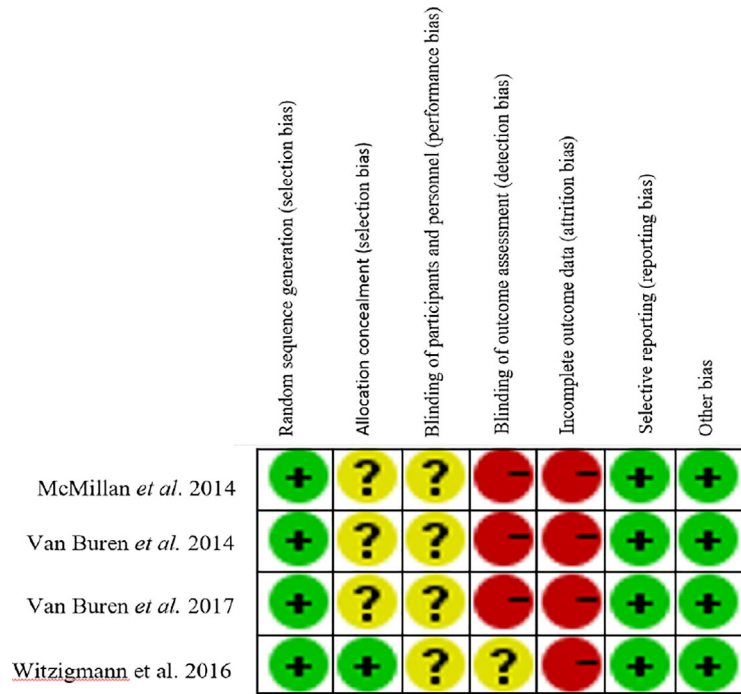 Random sequence generation (selection bias)
Allocation concealment (selection bias)
Blinding of participants and personnel (performance bias)
Blinding of outcome assessment (detection bias)
Incomplete outcome data (attrition bias)
Selective reporting (reporting bias)
Other bias
McMillan et al. 2014 + ? ? - - + +
Van Buren et al. 2014 + ? ? - - + +
Van Buren et al. 2017 + ? ? - - + +
Witzigmann et al. 2016 + + ? ? - + +